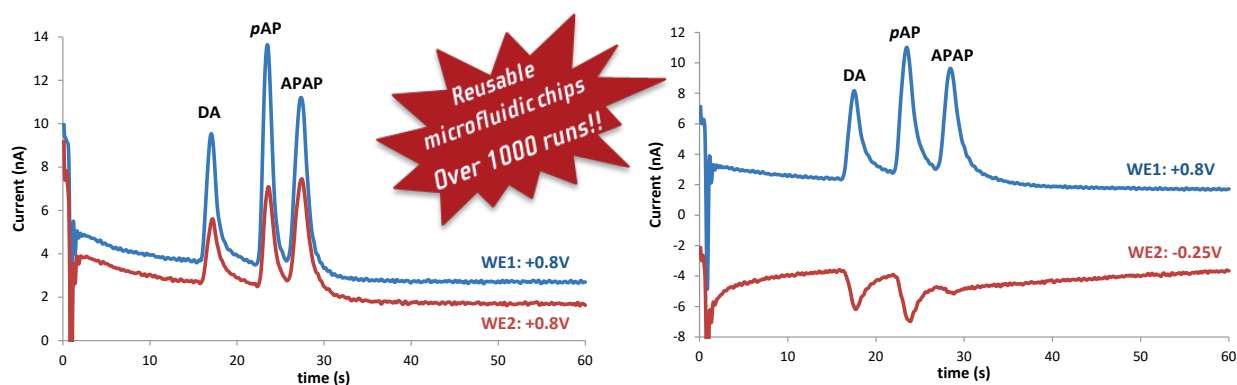 14
12
10
8
6
4
2
0
Current (nA)
0
10
20
30
40
50
60
time (s)
DA
pAP
APAP
WE1: +0.8V
WE2: +0.8V
Reusable
microfluidic chips
Over 1000 runs!!
12
10
8
6
4
2
0
-2
-4
-6
-8
Current (nA)
0
10
20
30
40
50
60
time (s)
DA
pAP
APAP
WE1: +0.8V
WE2: -0.25V